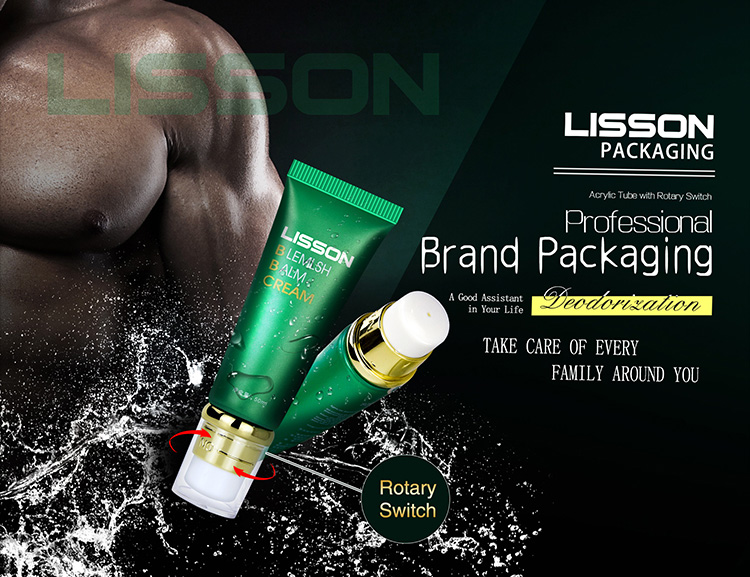 LISSON
LISSON
PACKAGING
Acrylic Tube with Rotary Switch
Professional
Brand Packaging
A Good Assistant
in Your Life
Deodorization
TAKE CARE OF EVERY
FAMILY AROUND YOU
LISSON
BLEMLSH
BALM
CREAM
Rotary
Switch